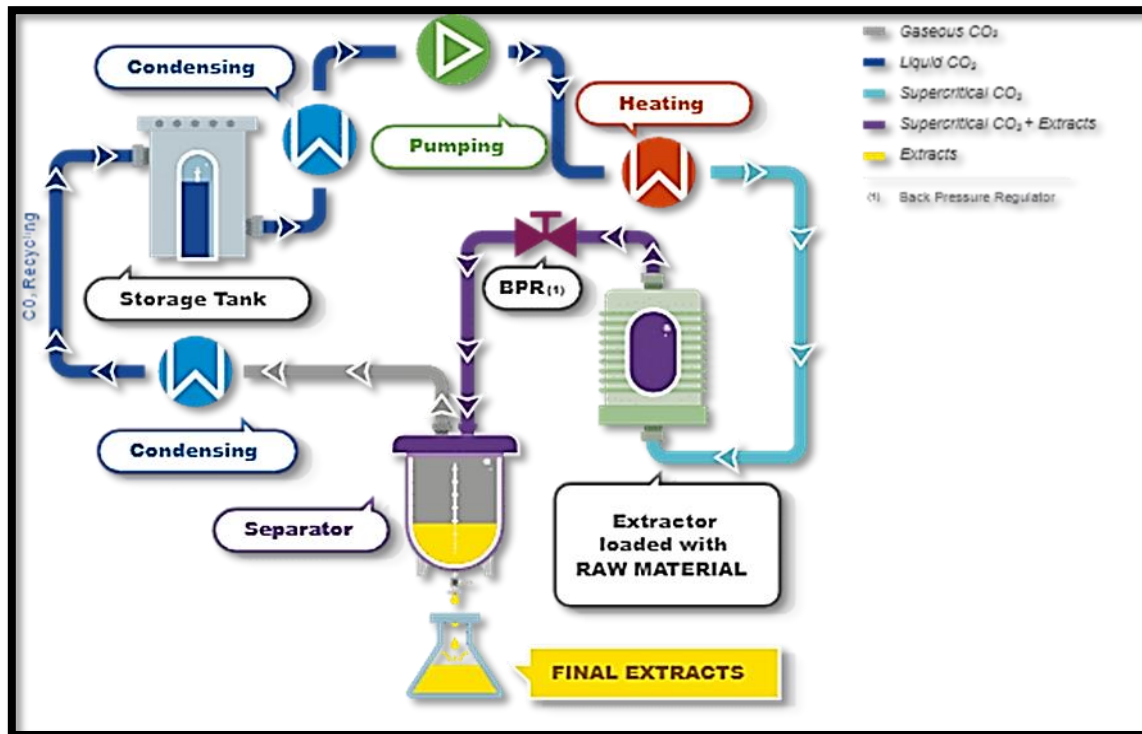 Condensing
Pumping
Heating
Gaseous CO₂
Liquid CO₂
Supercritical CO₂
Supercritical CO₂ + Extracts
Extracts
(1) Back Pressure Regulator
CO₂ Recycling
Storage Tank
BPR(1)
Condensing
Separator
Extractor
loaded with
RAW MATERIAL
FINAL EXTRACTS